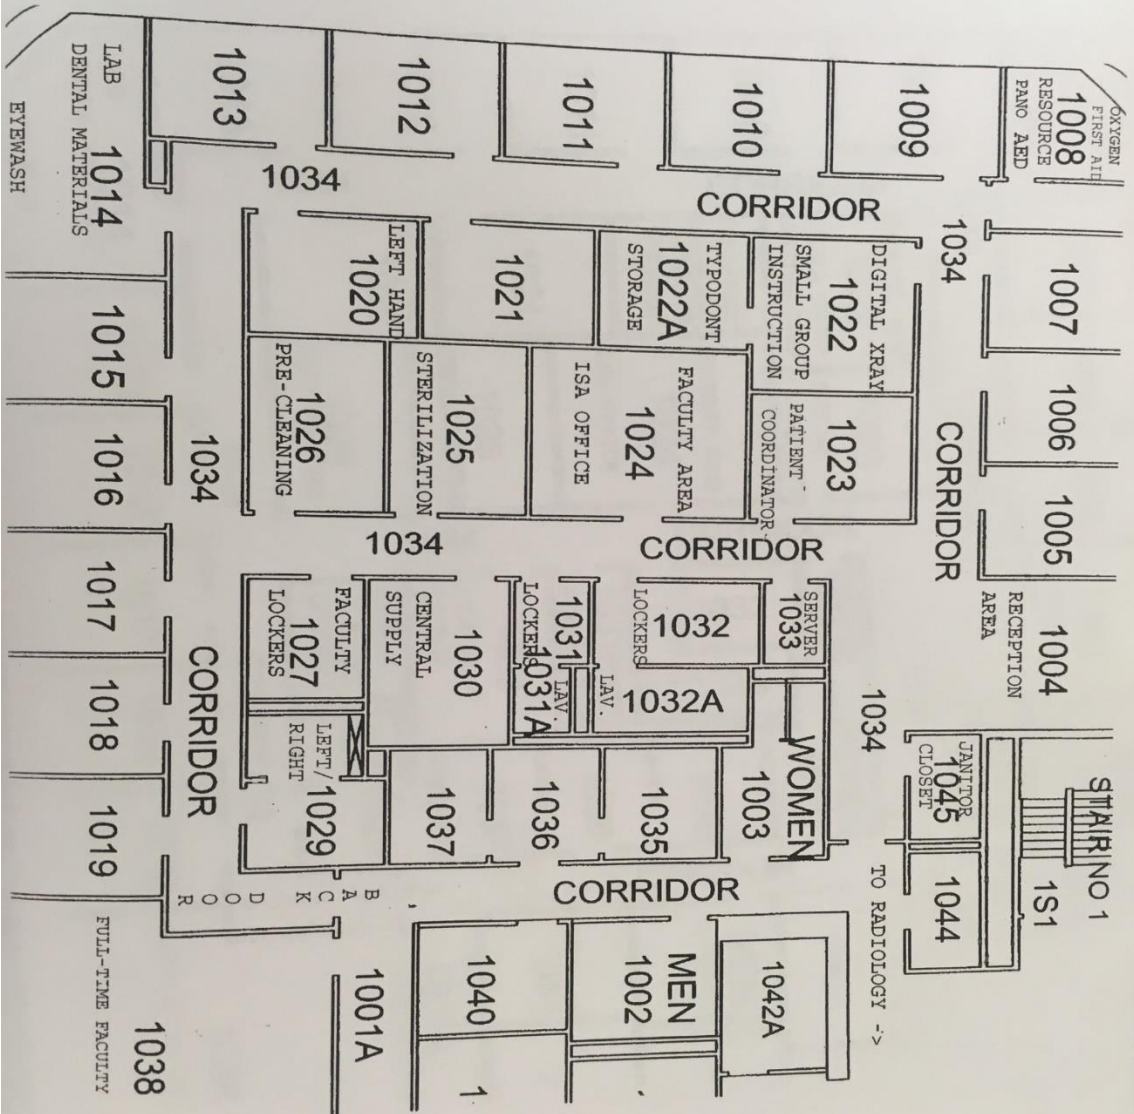 OXYGEN
FIRST AID
1008
RESOURCE
PANO AED
1009
1010
1011
1012
1013
LAB
DENTAL MATERIALS
1014
EYEWASH
1034
CORRIDOR
1034
1007
1006
1005
CORRIDOR
DIGITAL XRAY
1022
SMALL GROUP
INSTRUCTION
TYPODONT
1022A
STORAGE
1021
LEFT HAND
1020
1015
1016
1034
1023
PATIENT
COORDINATOR
FACULTY AREA
1024
ISA OFFICE
1025
STERILIZATION
1026
PRE-CLEANING
1034
CORRIDOR
1017
1018
1019
CORRIDOR
FACULTY
1027
LOCKERS
CENTRAL
SUPPLY
1030
1031
LOCKERS
1031A
LAV.
1032
LOCKERS
LAV.
1032A
SERVER
1033
1004
RECEPTION
AREA
1034
LEFT/
RIGHT
1029
1037
1036
1035
WOMEN
1003
JANITOR
1045
CLOSET
STAIR NO 1
1S1
1044
TO RADIOLOGY ->
CORRIDOR
BACK
DOOR
FULL-TIME FACULTY
1038
1001A
1040
MEN
1002
1042A
1